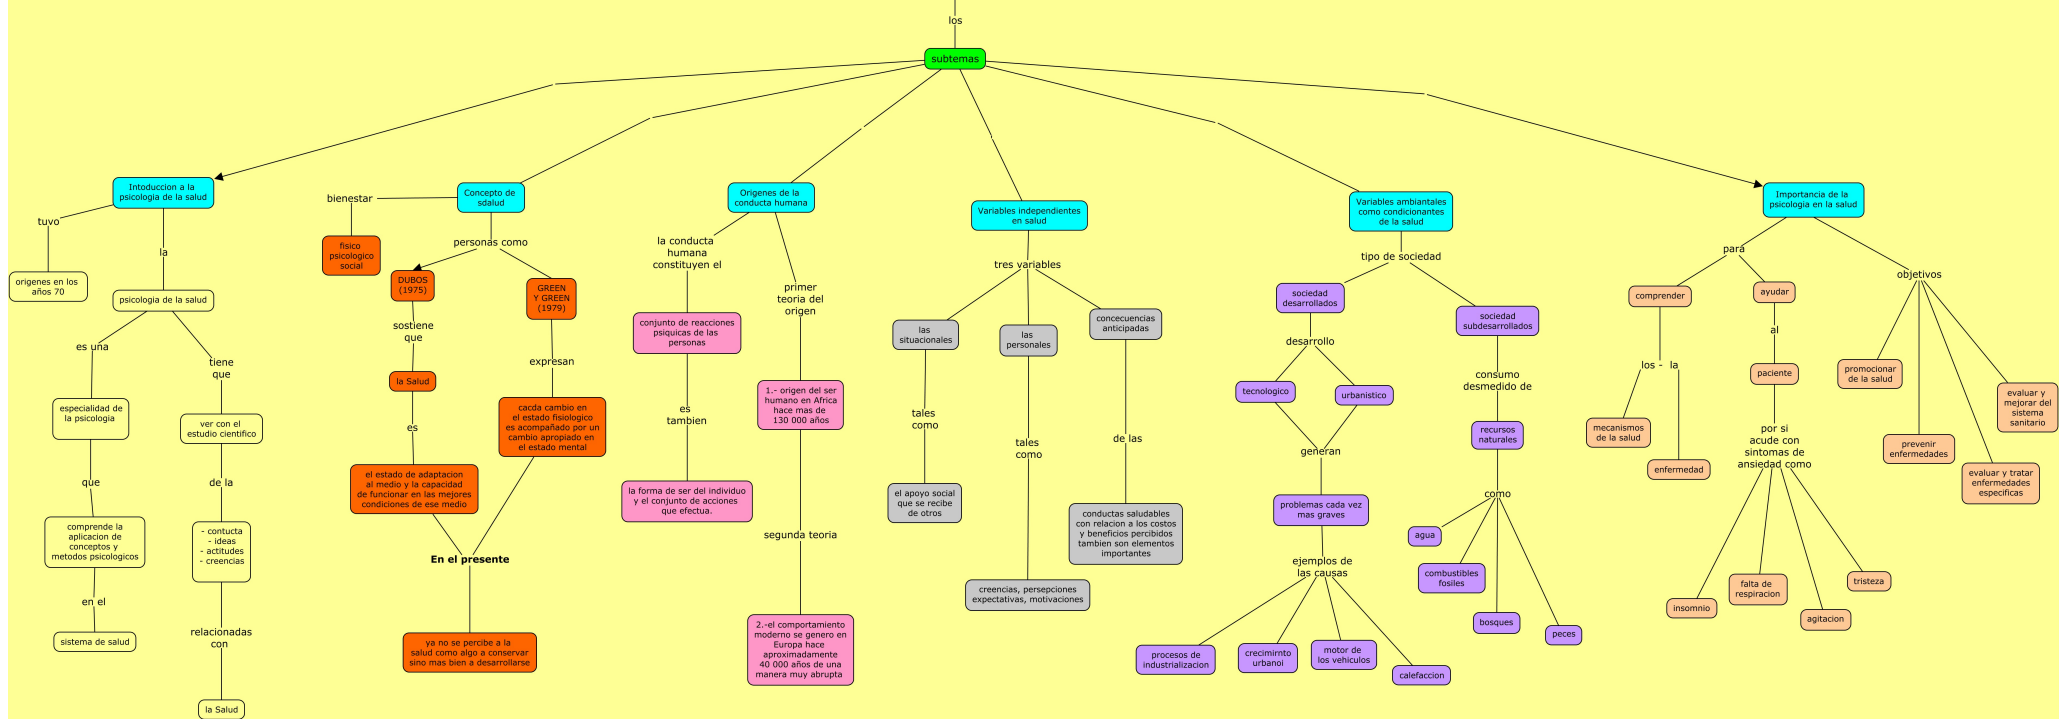 los
subtemas
Intoduccion a la
psicologia de la salud
tuvo
origenes en los
años 70
la
psicologia de la salud
es una
especialidad de
la psicologia
que
comprende la
aplicacion de
conceptos y
metodos psicologicos
en el
sistema de salud
tiene
que
ver con el
estudio cientifico
de la
- contucta
- ideas
- actitudes
- creencias
relacionadas
con
la Salud
Concepto de
sdalud
bienestar
fisico
psicologico
social
personas como
DUBOS
(1975)
sostiene
que
la Salud
es
el estado de adaptacion
al medio y la capacidad
de funcionar en las mejores
condiciones de ese medio
GREEN
Y GREEN
(1979)
expresan
cacda cambio en
el estado fisiologico
es acompañado por un
cambio apropiado en
el estado mental
En el presente
ya no se percibe a la
salud como algo a conservar
sino mas bien a desarrollarse
Origenes de la
conducta humana
la conducta
humana
constituyen el
conjunto de reacciones
psiquicas de las
personas
es
tambien
la forma de ser del individuo
y el conjunto de acciones
que efectua.
primer
teoria del
origen
1.- origen del ser
humano en Africa
hace mas de
130 000 años
segunda teoria
2.-el comportamiento
moderno se genero en
Europa hace
aproximadamente
40 000 años de una
manera muy abrupta
Variables independientes
en salud
tres variables
las
situacionales
tales
como
el apoyo social
que se recibe
de otros
las
personales
tales
como
creencias, persepciones
expectativas, motivaciones
concecuencias
anticipadas
de las
conductas saludables
con relacion a los costos
y beneficios percibidos
tambien son elementos
importantes
Variables ambiantales
como condicionantes
de la salud
tipo de sociedad
sociedad
desarrollados
desarrollo
tecnologico
urbanistico
generan
problemas cada vez
mas graves
ejemplos de
las causas
procesos de
industrializacion
crecimirnto
urbanoi
motor de
los vehiculos
calefaccion
sociedad
subdesarrollados
consumo
desmedido de
recursos
naturales
como
agua
combustibles
fosiles
bosques
peces
Importancia de la
psicologia en la salud
para
comprender
los - la
mecanismos
de la salud
enfermedad
ayudar
al
paciente
por si
acude con
sintomas de
ansiedad como
insomnio
falta de
respiracion
agitacion
tristeza
objetivos
promocionar
de la salud
prevenir
enfermedades
evaluar y tratar
enfermedades
especificas
evaluar y
mejorar del
sistema
sanitario